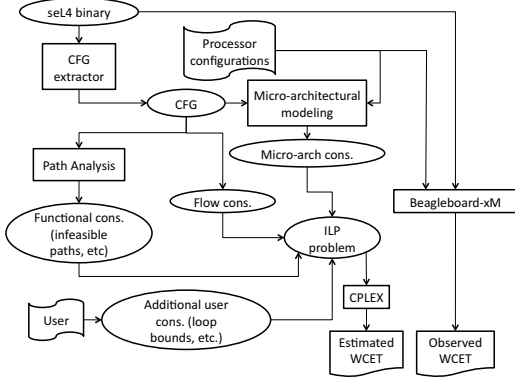 seL4 binary
Processor
configurations
CFG
extractor
CFG
Micro-architectural
modeling
Path Analysis
Micro-arch cons.
Flow cons.
Beagleboard-xM
Functional cons.
(infeasible
paths, etc)
ILP
problem
CPLEX
User
Additional user
cons. (loop
bounds, etc.)
Estimated
WCET
Observed
WCET